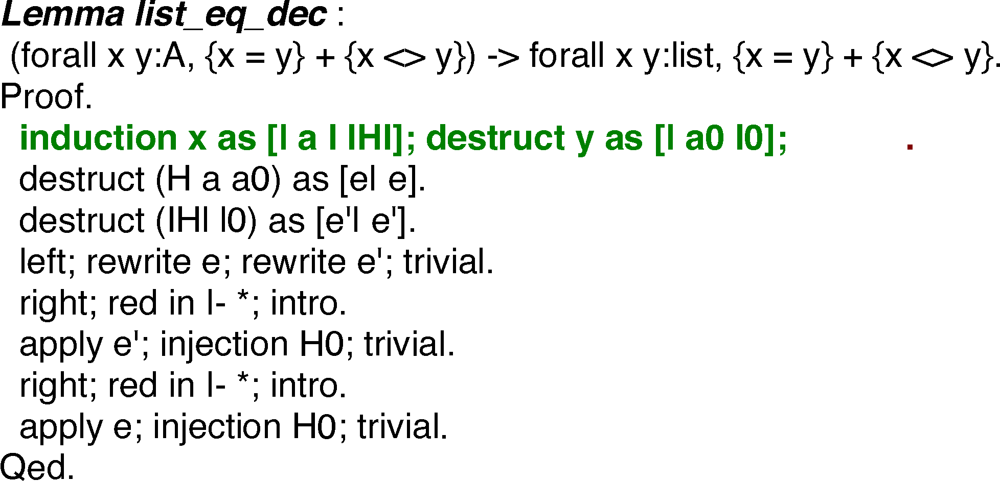 Lemma list_eq_dec :
(forall x y:A, {x = y} + {x <> y}) -> forall x y:list, {x = y} + {x <> y}.
Proof.
induction x as [| a l IHl]; destruct y as [| a0 l0]; .
destruct (H a a0) as [e| e].
destruct (IHl l0) as [e'| e'].
left; rewrite e; rewrite e'; trivial.
right; red in |- *; intro.
apply e'; injection H0; trivial.
right; red in |- *; intro.
apply e; injection H0; trivial.
Qed.